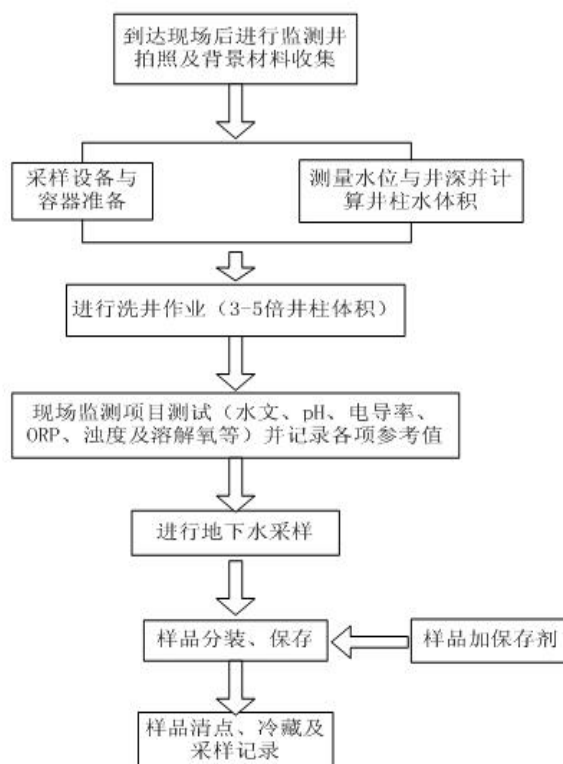 到达现场后进行监测井
拍照及背景材料收集
采样设备与
容器准备
测量水位与井深并计
算井柱水体积
进行洗井作业（3-5倍井柱体积）
现场监测项目测试（水文、pH、电导率、
ORP、浊度及溶解氧等）并记录各项参考值
进行地下水采样
样品分装、保存
样品加保存剂
样品清点、冷藏及
采样记录